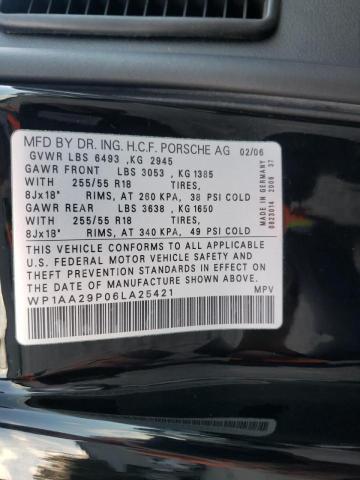 MFD BY DR. ING. H.C.F. PORSCHE AG 02/06
GVWR LBS 6493 ,KG 2945
GAWR FRONT LBS 3053 ,KG 1385
WITH 255/55 R18 TIRES,
8Jx18" RIMS, AT 260 KPA, 38 PSI COLD
GAWR REAR LBS 3638 ,KG 1650
WITH 255/55 R18 TIRES,
8Jx18" RIMS, AT 340 KPA, 49 PSI COLD
THIS VEHICLE CONFORMS TO ALL APPLICABLE
U.S. FEDERAL MOTOR VEHICLE SAFETY
STANDARDS IN EFFECT ON THE DATE OF
MANUFACTURE SHOWN ABOVE.
WP1AA29P06LA25421 MPV
MADE IN GERMANY 37
0823014 2006